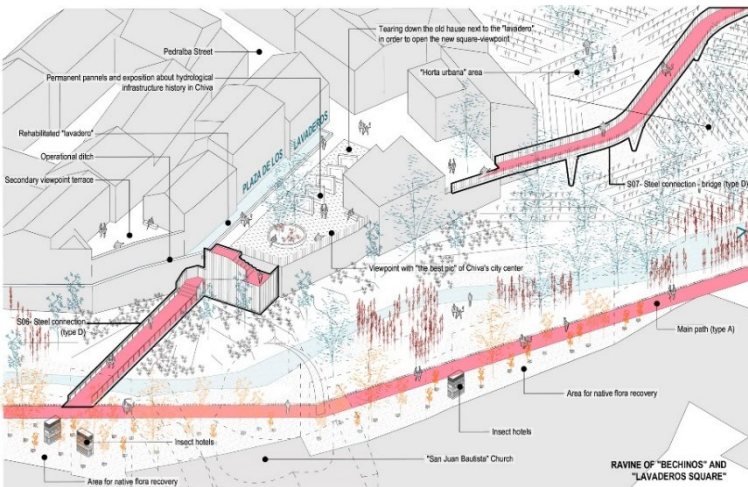 Tearing down the old hause next to the "lavadero"
in order to open the new square-viewpoint
Pedralba Street
"Horta urbana" area
Permanent pannels and exposition about hydrological
infrastructure history in Chiva
Rehabilitated "lavadero"
PLAZA DE LOS LAVADEROS
Operational ditch
Secondary viewpoint terrace
S07- Steel connection - bridge (type D)
Viewpoint with "the best pic" of Chiva's city center
S06- Steel connection
(type D)
Main path (type A)
Area for native flora recovery
Insect hotels
Insect hotels
"San Juan Bautista" Church
Area for native flora recovery
RAVINE OF "BECHINOS" AND
"LAVADEROS SQUARE"